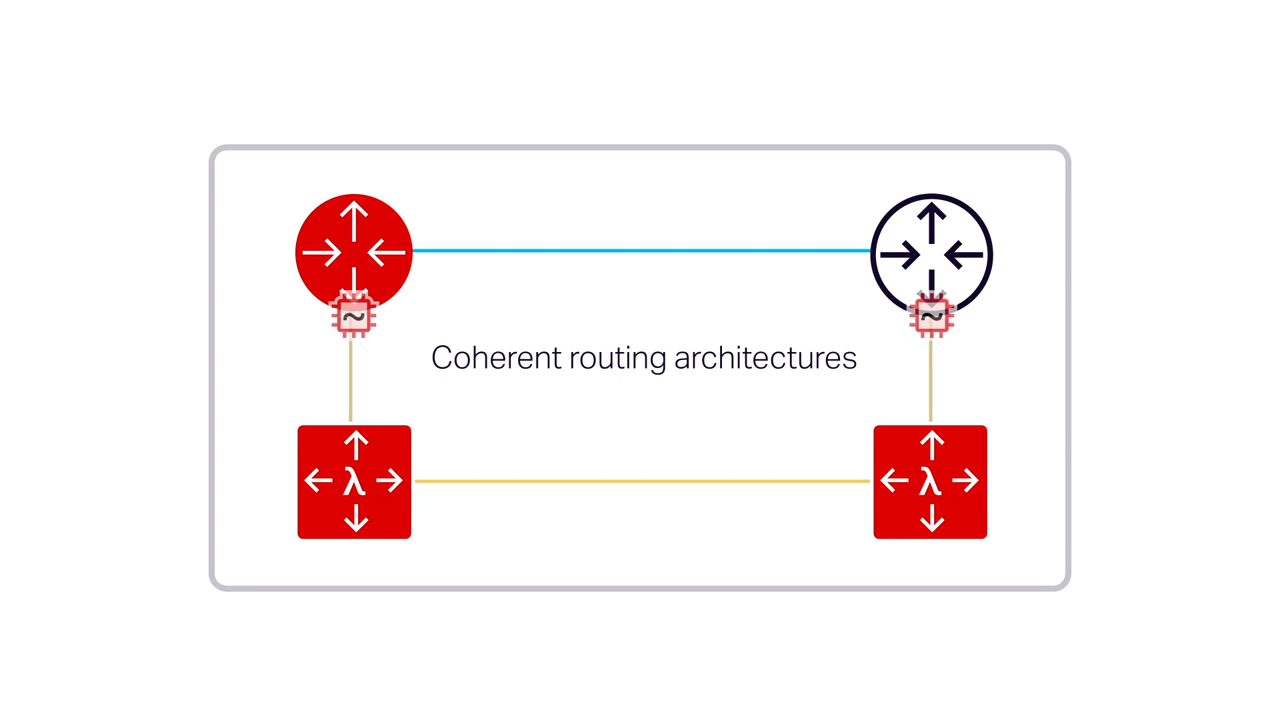 Coherent routing architectures
λ
λ